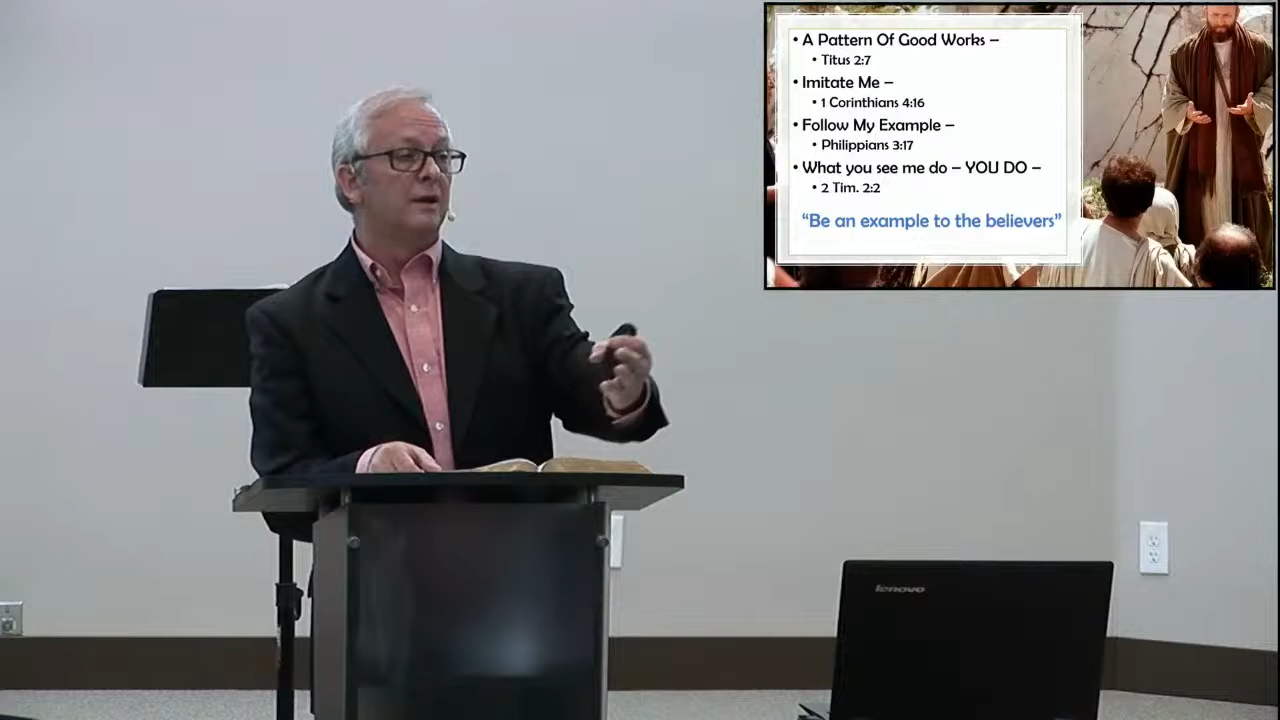 • A Pattern Of Good Works –
• Titus 2:7
• Imitate Me –
• 1 Corinthians 4:16
• Follow My Example –
• Philippians 3:17
• What you see me do – YOU DO –
• 2 Tim. 2:2
“Be an example to the believers”
lenovo